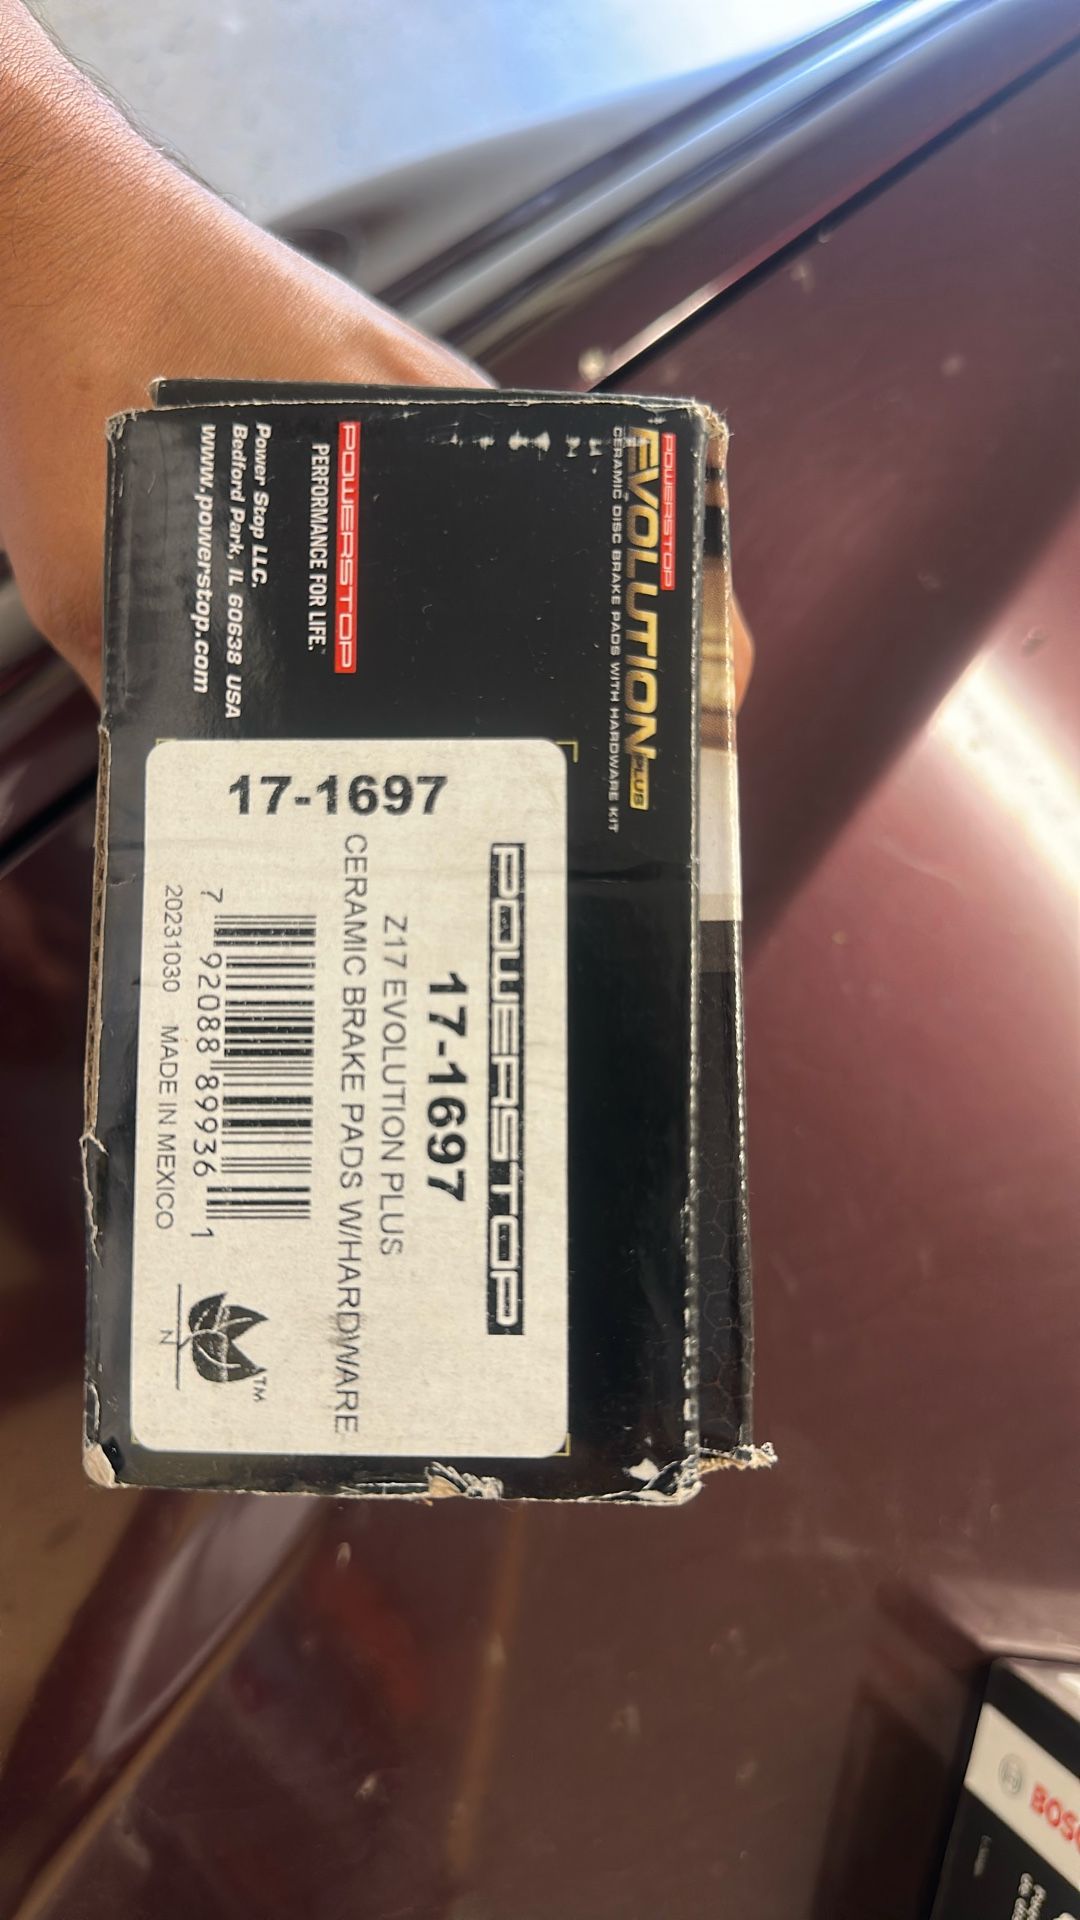 POWERSTOP
EVOLUTION PLUS
CERAMIC DISC BRAKE PADS WITH HARDWARE KIT
POWERSTOP
PERFORMANCE FOR LIFE.™
Power Stop LLC.
Bedford Park, IL 60638 USA
www.powerstop.com
17-1697
POWERSTOP
17-1697
Z17 EVOLUTION PLUS
CERAMIC BRAKE PADS W/HARDWARE
7 92088 89936 1
20231030 MADE IN MEXICO
TM
N